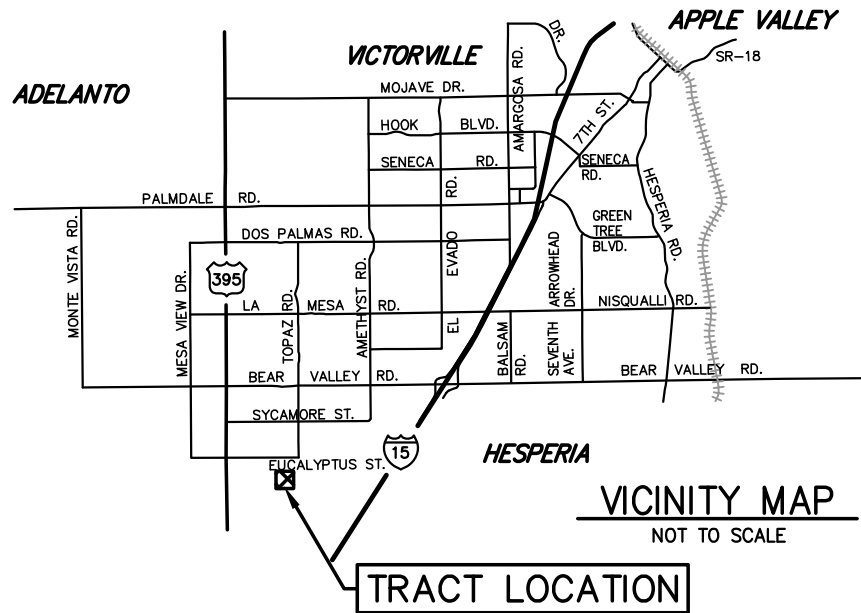 APPLE VALLEY
DR.
VICTORVILLE
SR-18
AMARGOSA RD.
MOJAVE DR.
ADELANTO
7TH ST.
HOOK BLVD.
SENECA RD.
SENECA
RD.
HESPERIA RD.
PALMDALE RD.
RD.
MONTE VISTA RD.
GREEN
TREE
BLVD.
DOS PALMAS RD.
EVADO
ARROWHEAD
DR.
MESA VIEW DR.
395
TOPAZ RD.
AMETHYST RD.
LA MESA RD.
NISQUALLI RD.
EL
BALSAM
RD.
SEVENTH
AVE.
BEAR VALLEY RD.
BEAR VALLEY RD.
SYCAMORE ST.
15
HESPERIA
EUCALYPTUS ST.
VICINITY MAP
NOT TO SCALE
TRACT LOCATION